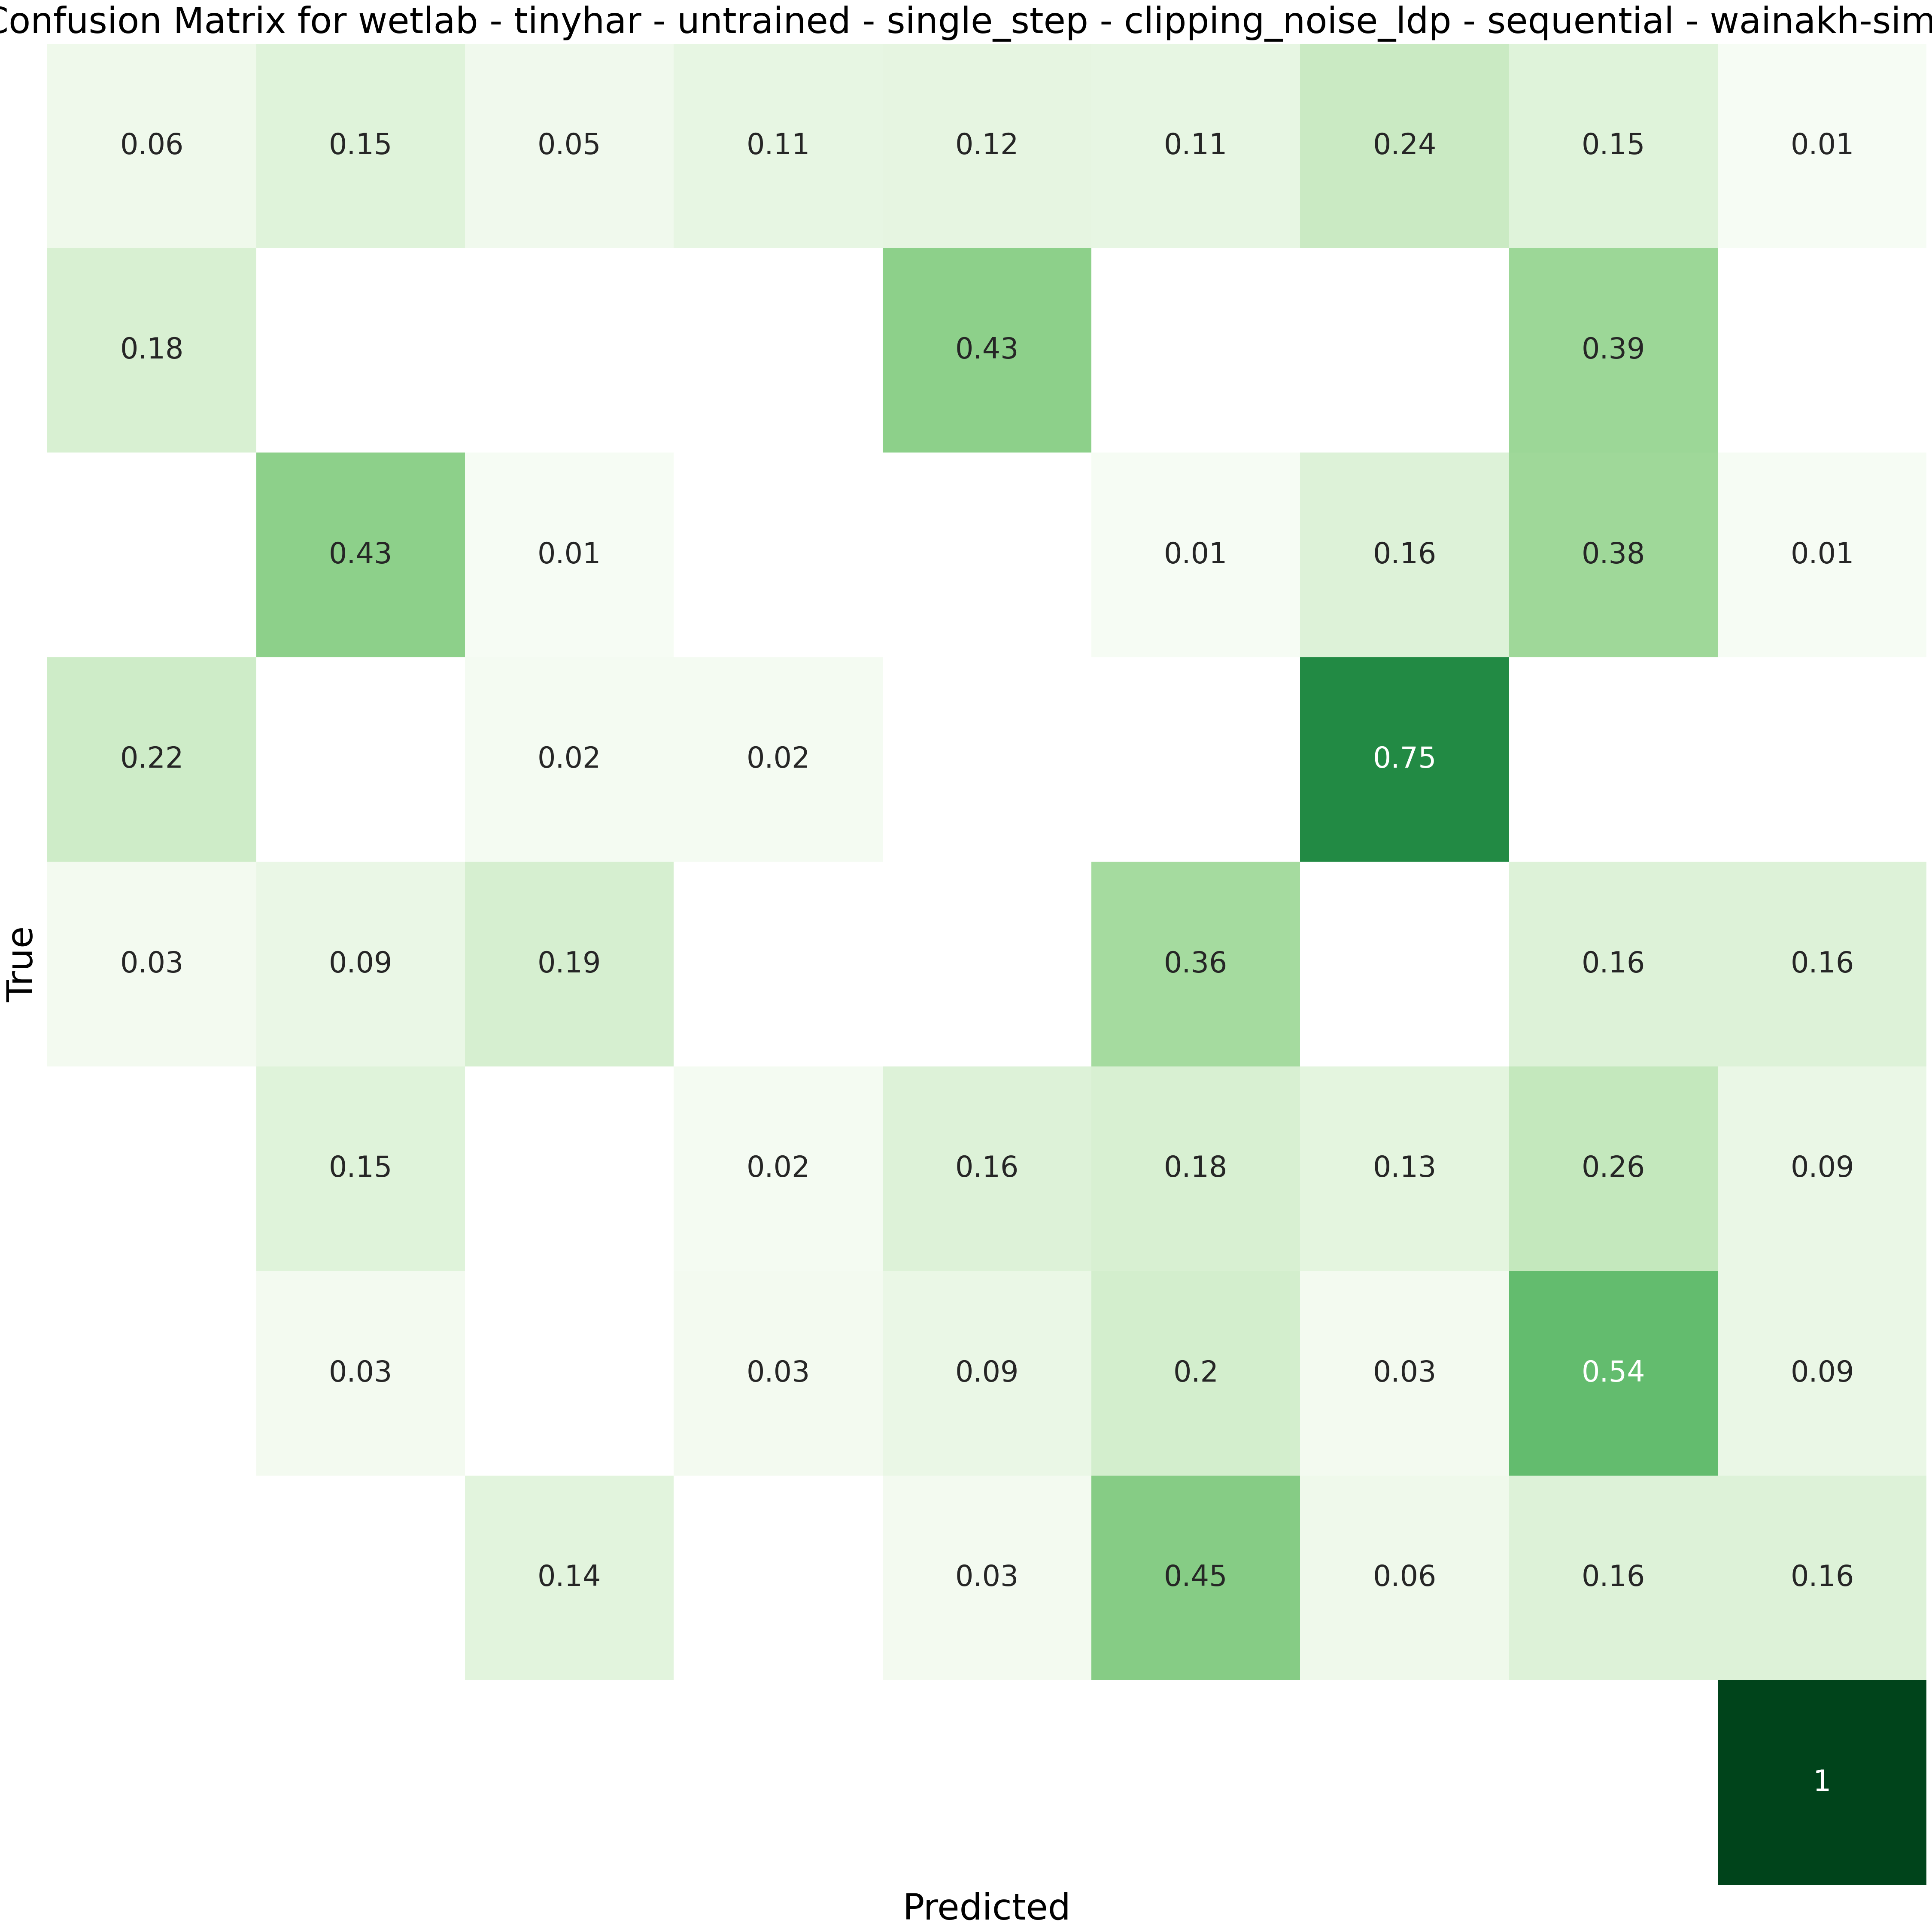 Confusion Matrix for wetlab - tinyhar - untrained - single_step - clipping_noise_ldp - sequential - wainakh-sim
0.06 0.15 0.05 0.11 0.12 0.11 0.24 0.15 0.01
0.18 0.43 0.39
0.43 0.01 0.01 0.16 0.38 0.01
0.22 0.02 0.02 0.75
True
0.03 0.09 0.19 0.36 0.16 0.16
0.15 0.02 0.16 0.18 0.13 0.26 0.09
0.03 0.03 0.09 0.2 0.03 0.54 0.09
0.14 0.03 0.45 0.06 0.16 0.16
1
Predicted